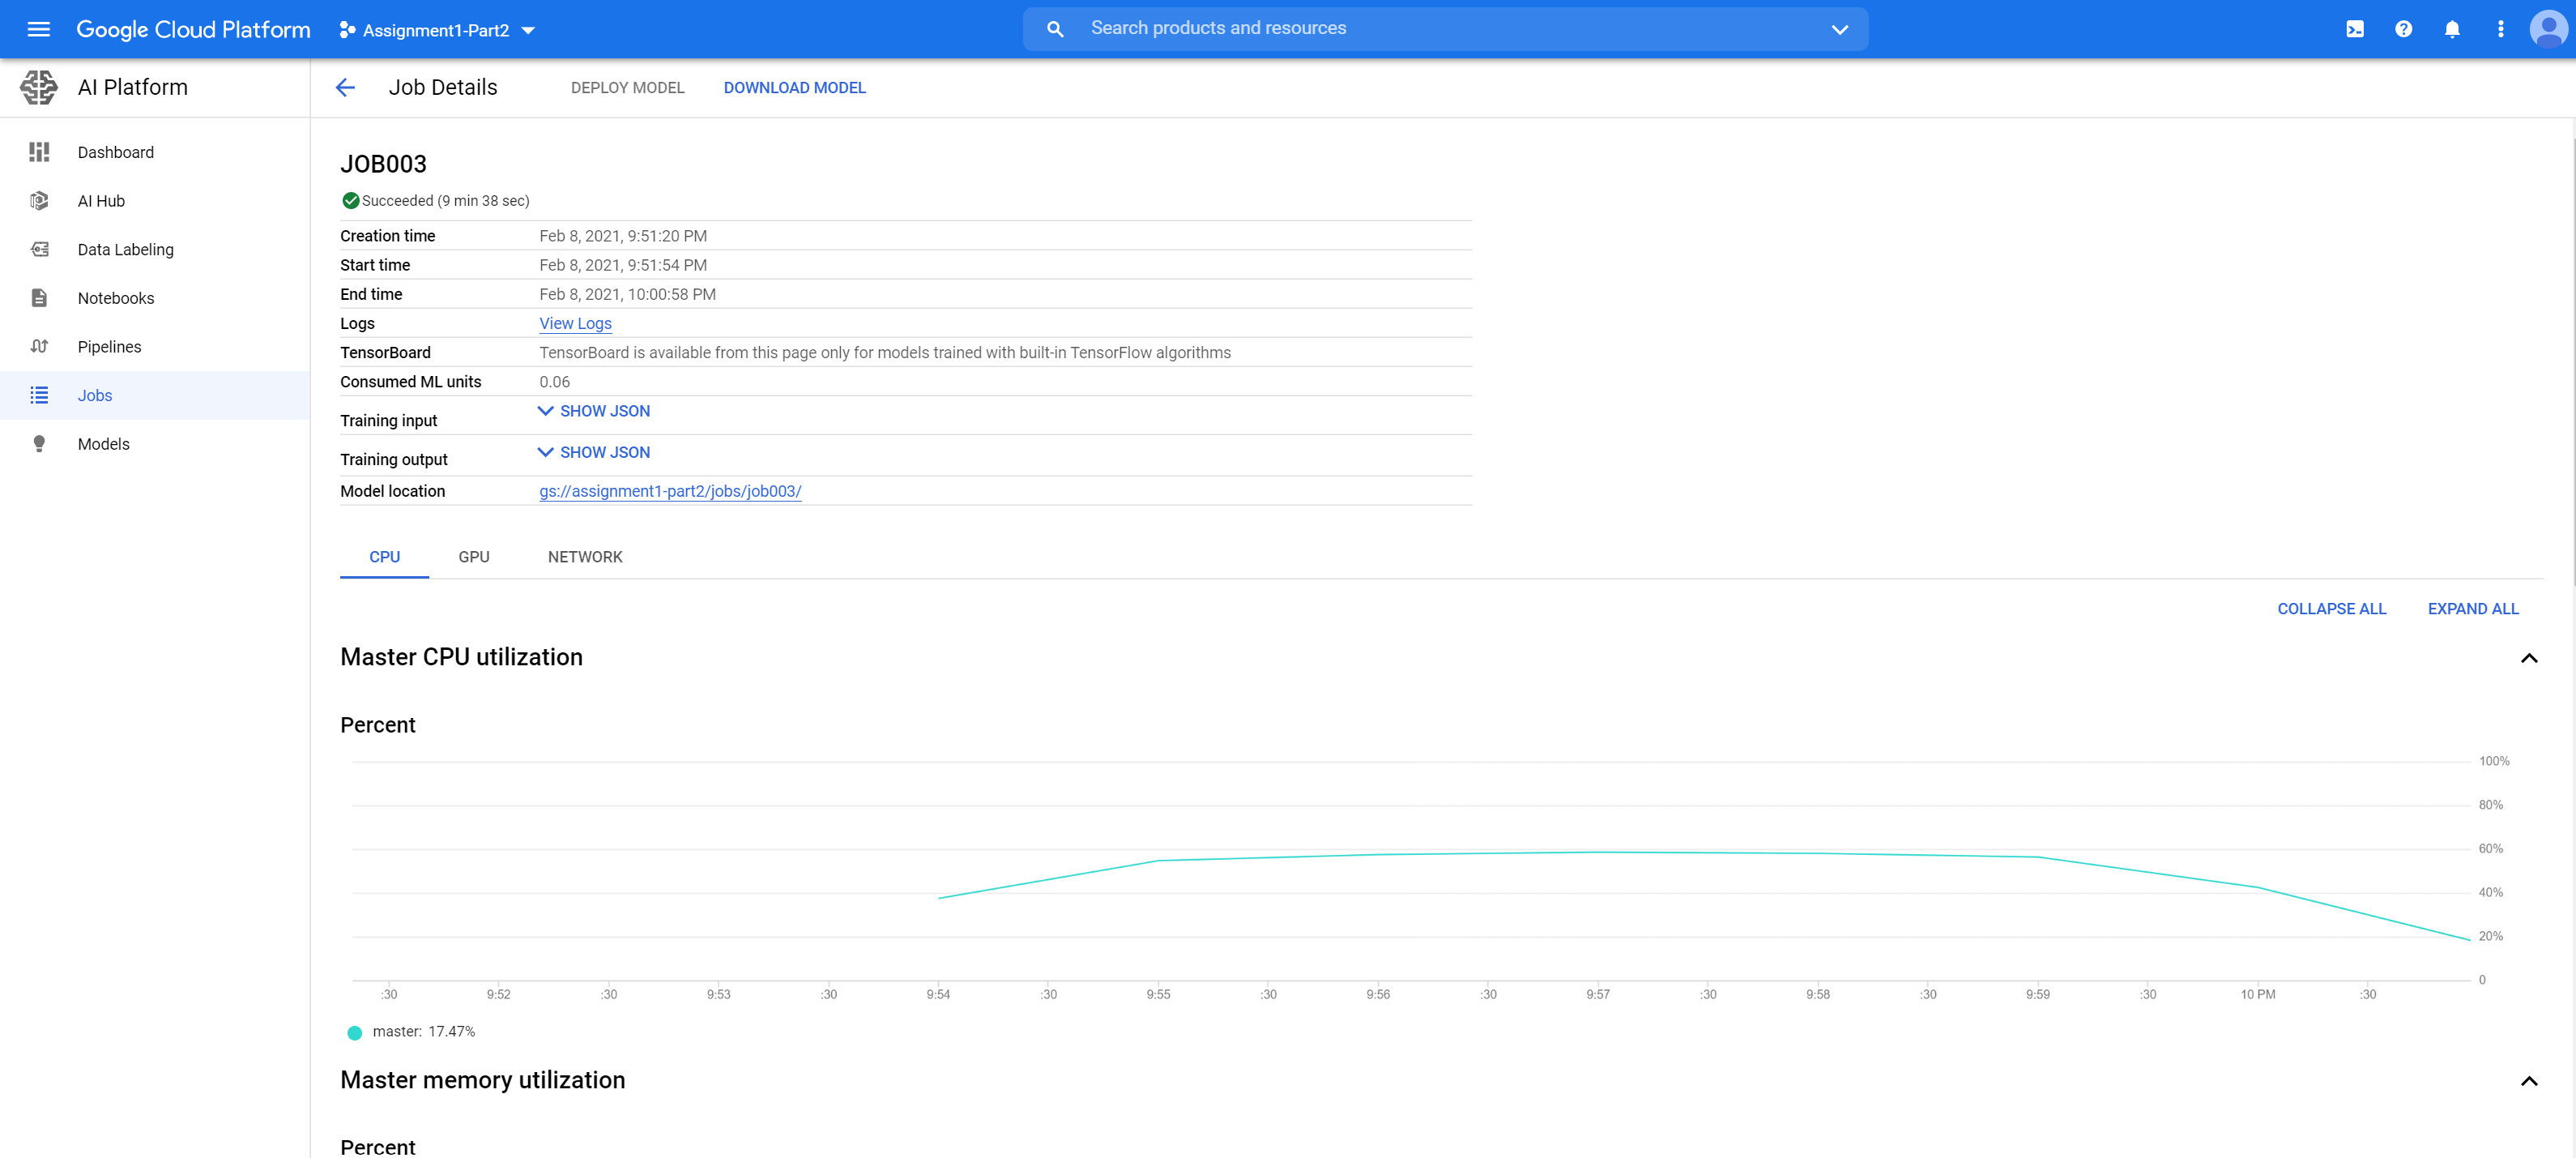 Google Cloud Platform
Assignment1-Part2
Search products and resources
AI Platform
Job Details
DEPLOY MODEL
DOWNLOAD MODEL
Dashboard
AI Hub
Data Labeling
Notebooks
Pipelines
Jobs
Models
JOB003
Succeeded (9 min 38 sec)
Creation time Feb 8, 2021, 9:51:20 PM
Start time Feb 8, 2021, 9:51:54 PM
End time Feb 8, 2021, 10:00:58 PM
Logs View Logs
TensorBoard TensorBoard is available from this page only for models trained with built-in TensorFlow algorithms
Consumed ML units 0.06
Training input SHOW JSON
Training output SHOW JSON
Model location gs://assignment1-part2/jobs/job003/
CPU GPU NETWORK
COLLAPSE ALL EXPAND ALL
Master CPU utilization
Percent
100%
80%
60%
40%
20%
0
:30 9:52 :30 9:53 :30 9:54 :30 9:55 :30 9:56 :30 9:57 :30 9:58 :30 9:59 :30 10 PM :30
master: 17.47%
Master memory utilization
Percent